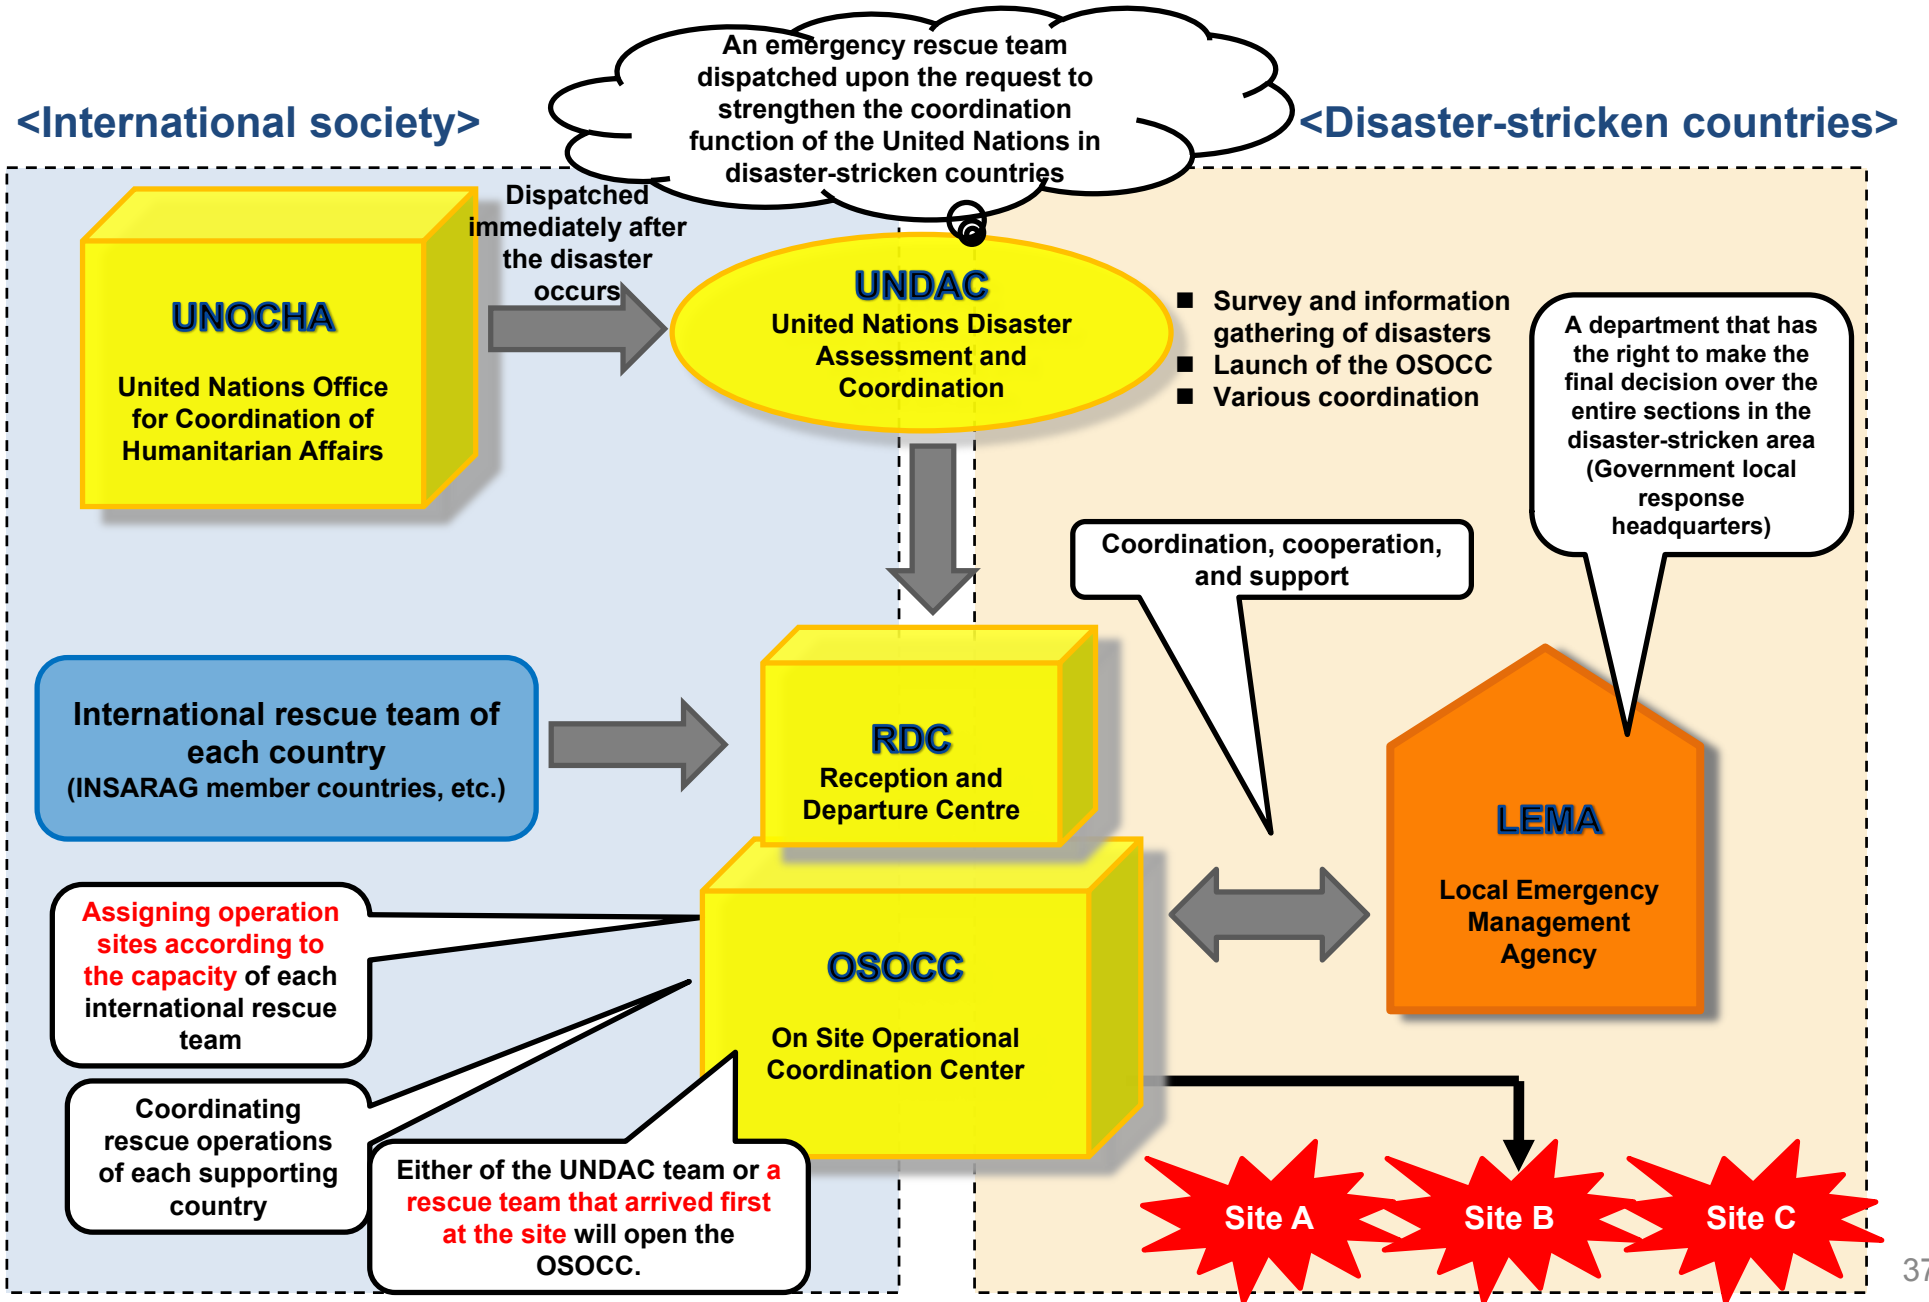 An emergency rescue team
dispatched upon the request to
strengthen the coordination
function of the United Nations in
disaster-stricken countries
<International society>
<Disaster-stricken countries>
Dispatched
immediately after
the disaster
occurs
UNOCHA
United Nations Office
for Coordination of
Humanitarian Affairs
UNDAC
United Nations Disaster
Assessment and
Coordination
■ Survey and information
gathering of disasters
■ Launch of the OSOCC
■ Various coordination
A department that has
the right to make the
final decision over the
entire sections in the
disaster-stricken area
(Government local
response
headquarters)
Coordination, cooperation,
and support
International rescue team of
each country
(INSARAG member countries, etc.)
RDC
Reception and
Departure Centre
LEMA
Local Emergency
Management
Agency
Assigning operation
sites according to
the capacity of each
international rescue
team
OSOCC
On Site Operational
Coordination Center
Coordinating
rescue operations
of each supporting
country
Either of the UNDAC team or a
rescue team that arrived first
at the site will open the
OSOCC.
Site A
Site B
Site C
37